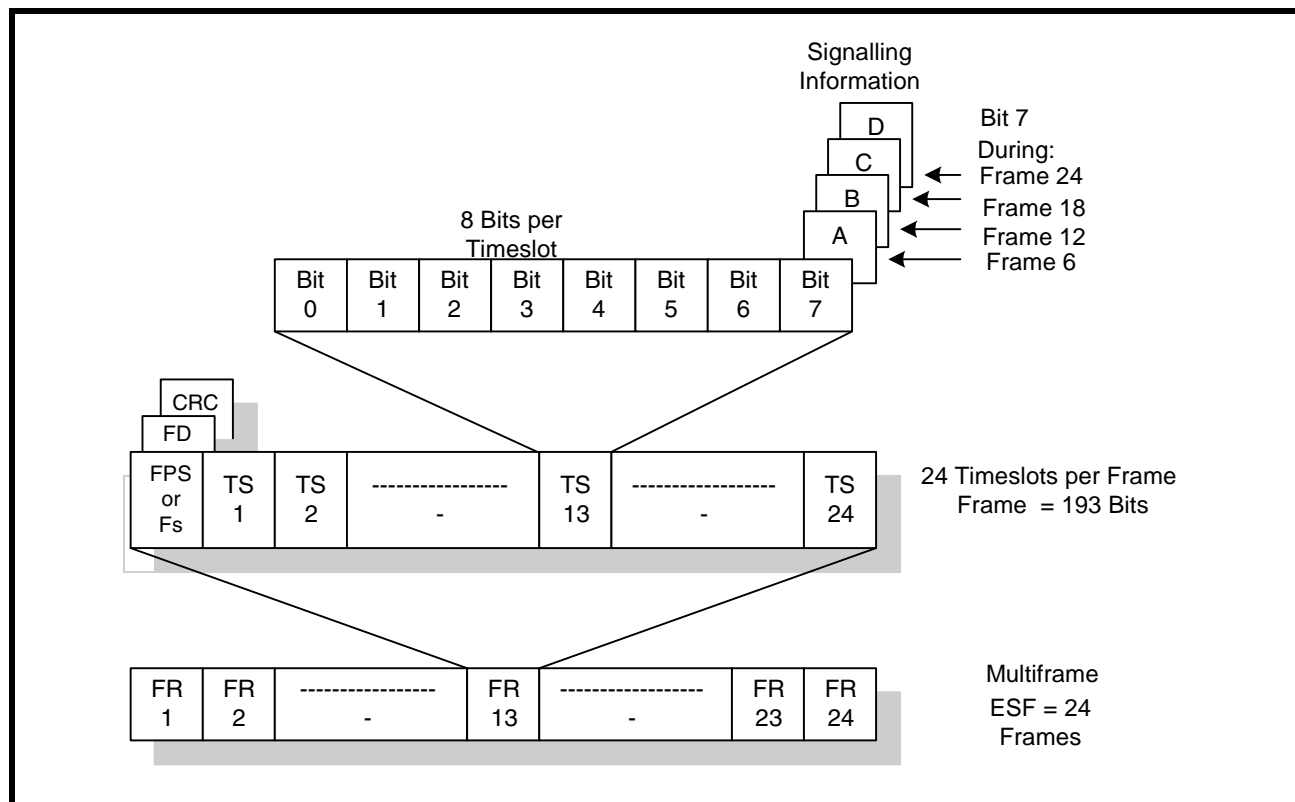 Signalling
Information
D
C
B
A
Bit 7
During:
Frame 24
Frame 18
Frame 12
Frame 6
8 Bits per
Timeslot
Bit 0
Bit 1
Bit 2
Bit 3
Bit 4
Bit 5
Bit 6
Bit 7
CRC
FD
FPS
or
Fs
TS 1
TS 2
-----------------
-
TS 13
------------------
-
TS 24
24 Timeslots per Frame
Frame = 193 Bits
FR 1
FR 2
-----------------
-
FR 13
------------------
-
FR 23
FR 24
Multiframe
ESF = 24
Frames